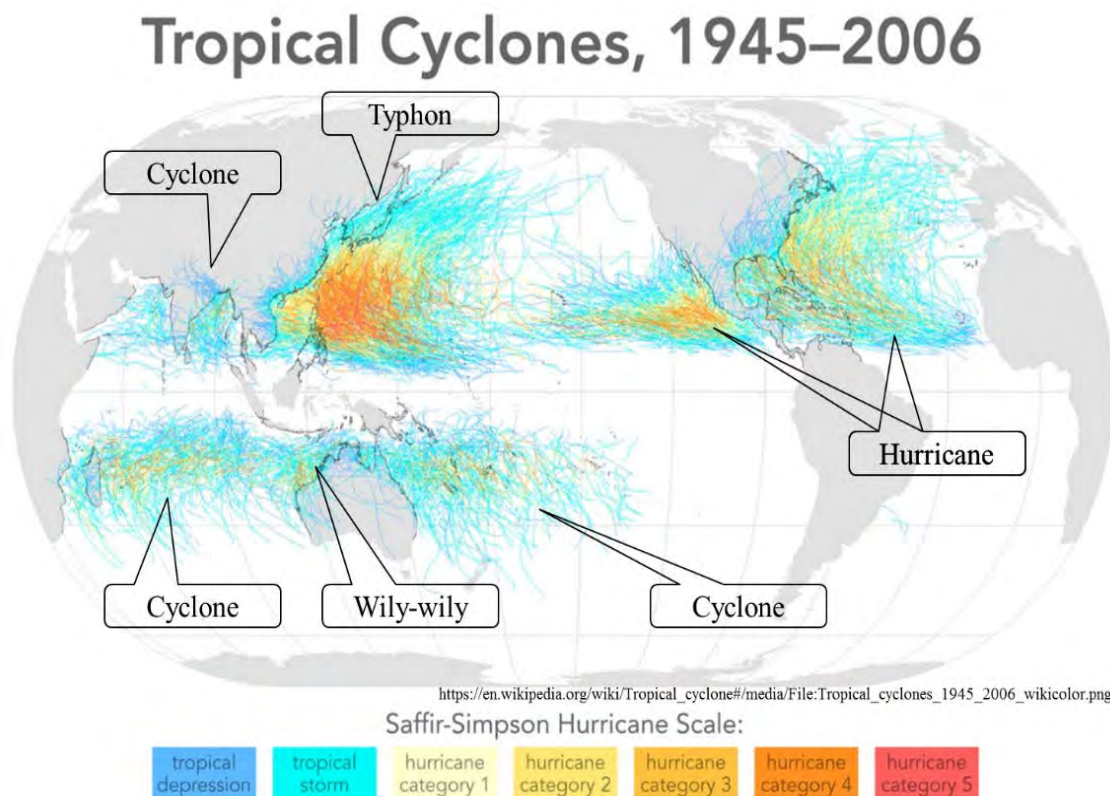 Tropical Cyclones, 1945–2006
Typhon
Cyclone
Hurricane
Cyclone
Wily-wily
Cyclone
https://en.wikipedia.org/wiki/Tropical_cyclone#/media/File:Tropical_cyclones_1945_2006_wikicolor.png
Saffir-Simpson Hurricane Scale:
tropical
depression
tropical
storm
hurricane
category 1
hurricane
category 2
hurricane
category 3
hurricane
category 4
hurricane
category 5